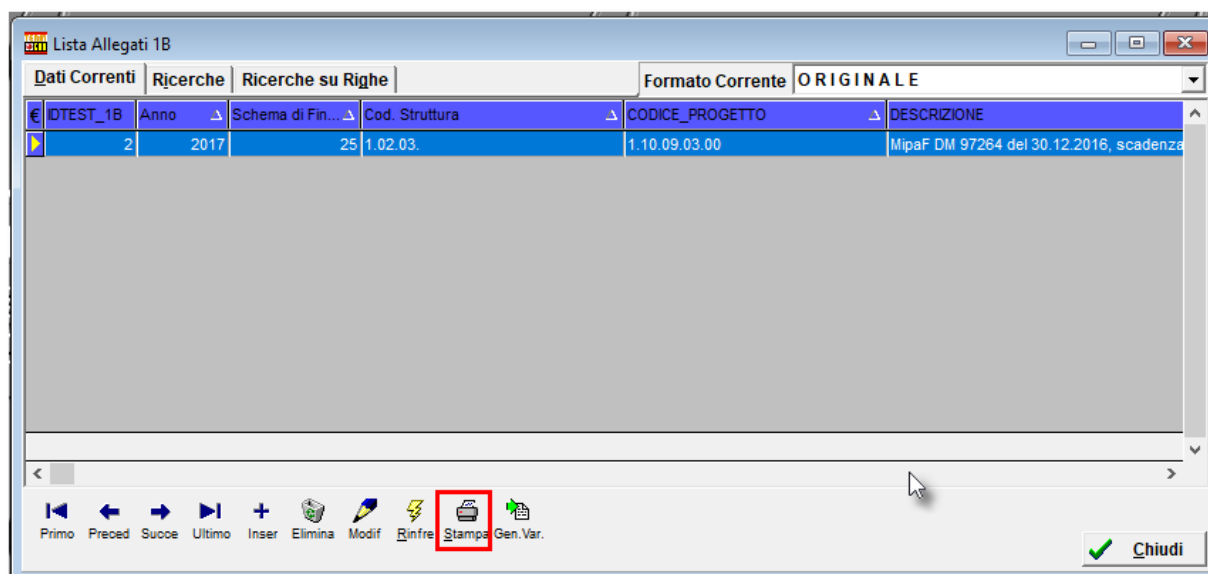 Lista Allegati 1B
Dati Correnti Ricerche Ricerche su Righe Formato Corrente ORIGINALE
€ IDTEST_1B Anno Schema di Fin... Cod. Struttura CODICE_PROGETTO DESCRIZIONE
2 2017 25 1.02.03. 1.10.09.03.00 MipaF DM 97264 del 30.12.2016, scadenza
Primo Preced Succe Ultimo Inser Elimina Modif Rinfre Stampa Gen.Var.
Chiudi